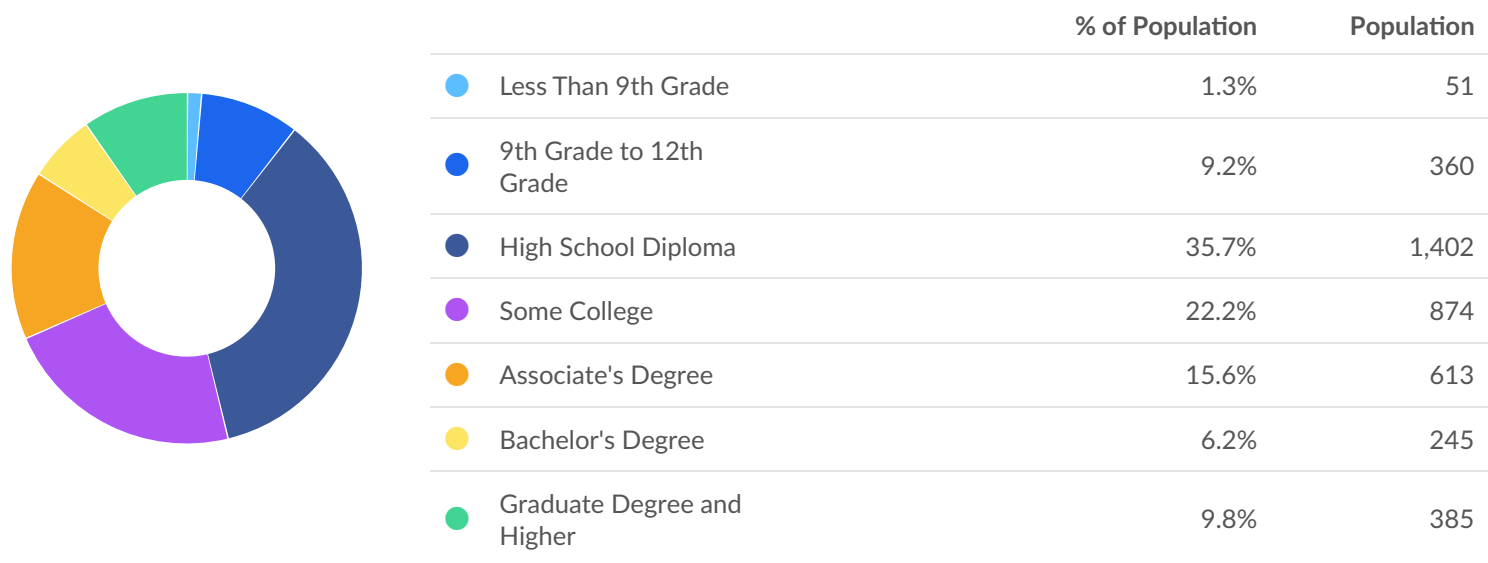 % of Population Population
Less Than 9th Grade 1.3% 51
9th Grade to 12th
Grade 9.2% 360
High School Diploma 35.7% 1,402
Some College 22.2% 874
Associate's Degree 15.6% 613
Bachelor's Degree 6.2% 245
Graduate Degree and
Higher 9.8% 385